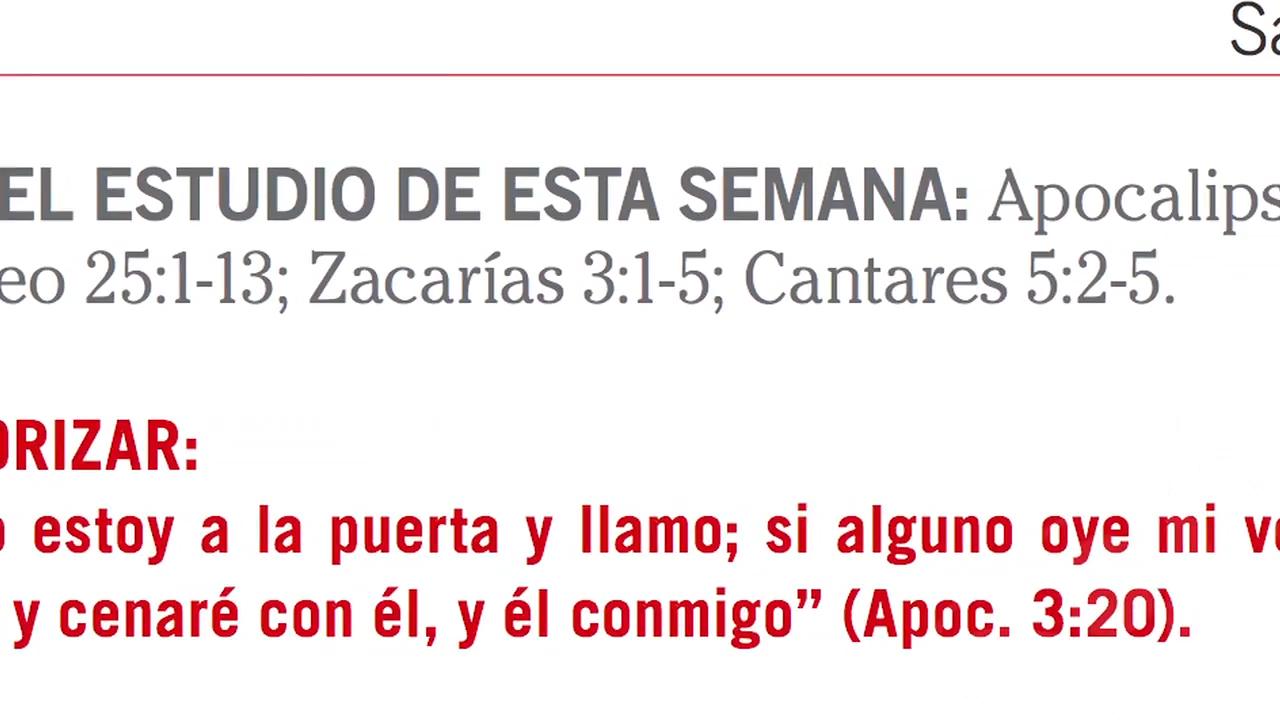 Sa
EL ESTUDIO DE ESTA SEMANA: Apocalips
eo 25:1-13; Zacarías 3:1-5; Cantares 5:2-5.
ORIZAR:
o estoy a la puerta y llamo; si alguno oye mi vo
y cenaré con él, y él conmigo” (Apoc. 3:20).